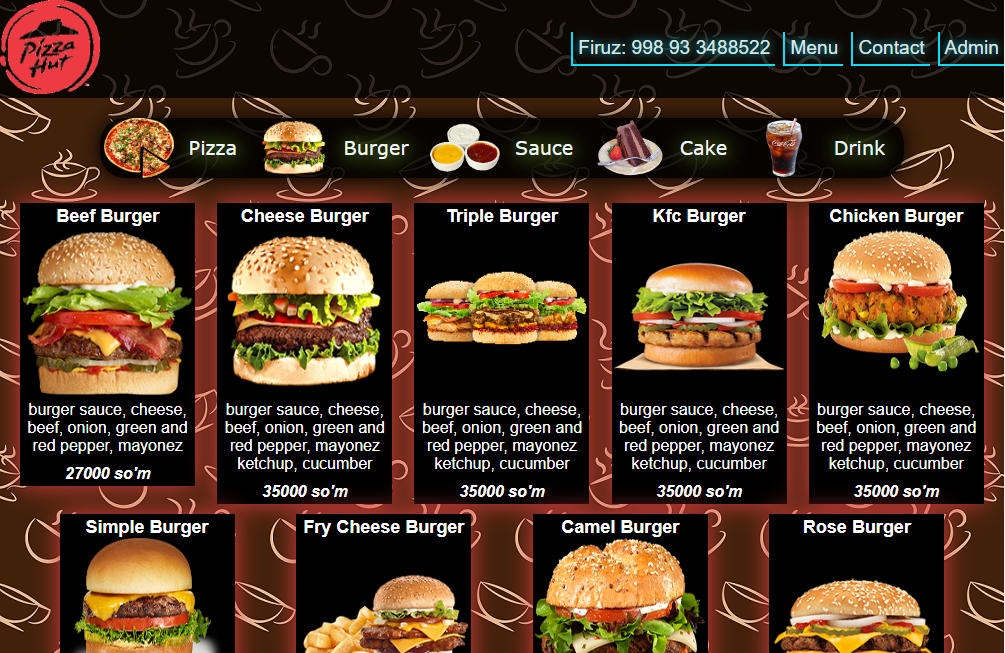 Pizza
Hut
Firuz: 998 93 3488522
Menu
Contact
Admin
Pizza
Burger
Sauce
Cake
Drink
Beef Burger
burger sauce, cheese,
beef, onion, green and
red pepper, mayonez
27000 so'm
Cheese Burger
burger sauce, cheese,
beef, onion, green and
red pepper, mayonez
ketchup, cucumber
35000 so'm
Triple Burger
burger sauce, cheese,
beef, onion, green and
red pepper, mayonez
ketchup, cucumber
35000 so'm
Kfc Burger
burger sauce, cheese,
beef, onion, green and
red pepper, mayonez
ketchup, cucumber
35000 so'm
Chicken Burger
burger sauce, cheese,
beef, onion, green and
red pepper, mayonez
ketchup, cucumber
35000 so'm
Simple Burger
Fry Cheese Burger
Camel Burger
Rose Burger